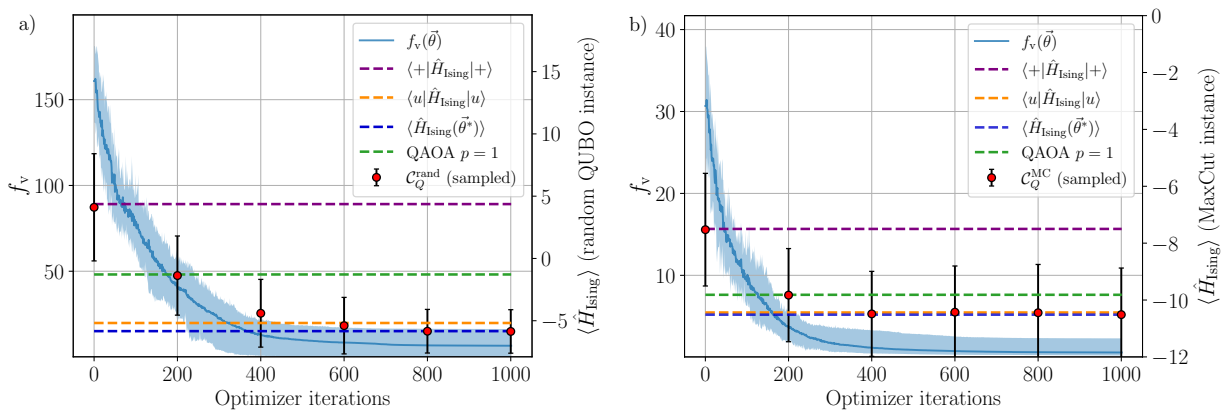 a)
150
100
50
f_v
0
200
400
600
800
1000
Optimizer iterations
15
10
5
0
−5
⟨Ĥ_Ising⟩ (random QUBO instance)
f_v(θ⃗)
⟨+|Ĥ_Ising|+⟩
⟨u|Ĥ_Ising|u⟩
⟨Ĥ_Ising(θ⃗*)⟩
QAOA p = 1
C_Q^rand (sampled)
b)
40
30
20
10
0
f_v
0
200
400
600
800
1000
Optimizer iterations
0
−2
−4
−6
−8
−10
−12
⟨Ĥ_Ising⟩ (MaxCut instance)
f_v(θ⃗)
⟨+|Ĥ_Ising|+⟩
⟨u|Ĥ_Ising|u⟩
⟨Ĥ_Ising(θ⃗*)⟩
QAOA p = 1
C_Q^MC (sampled)